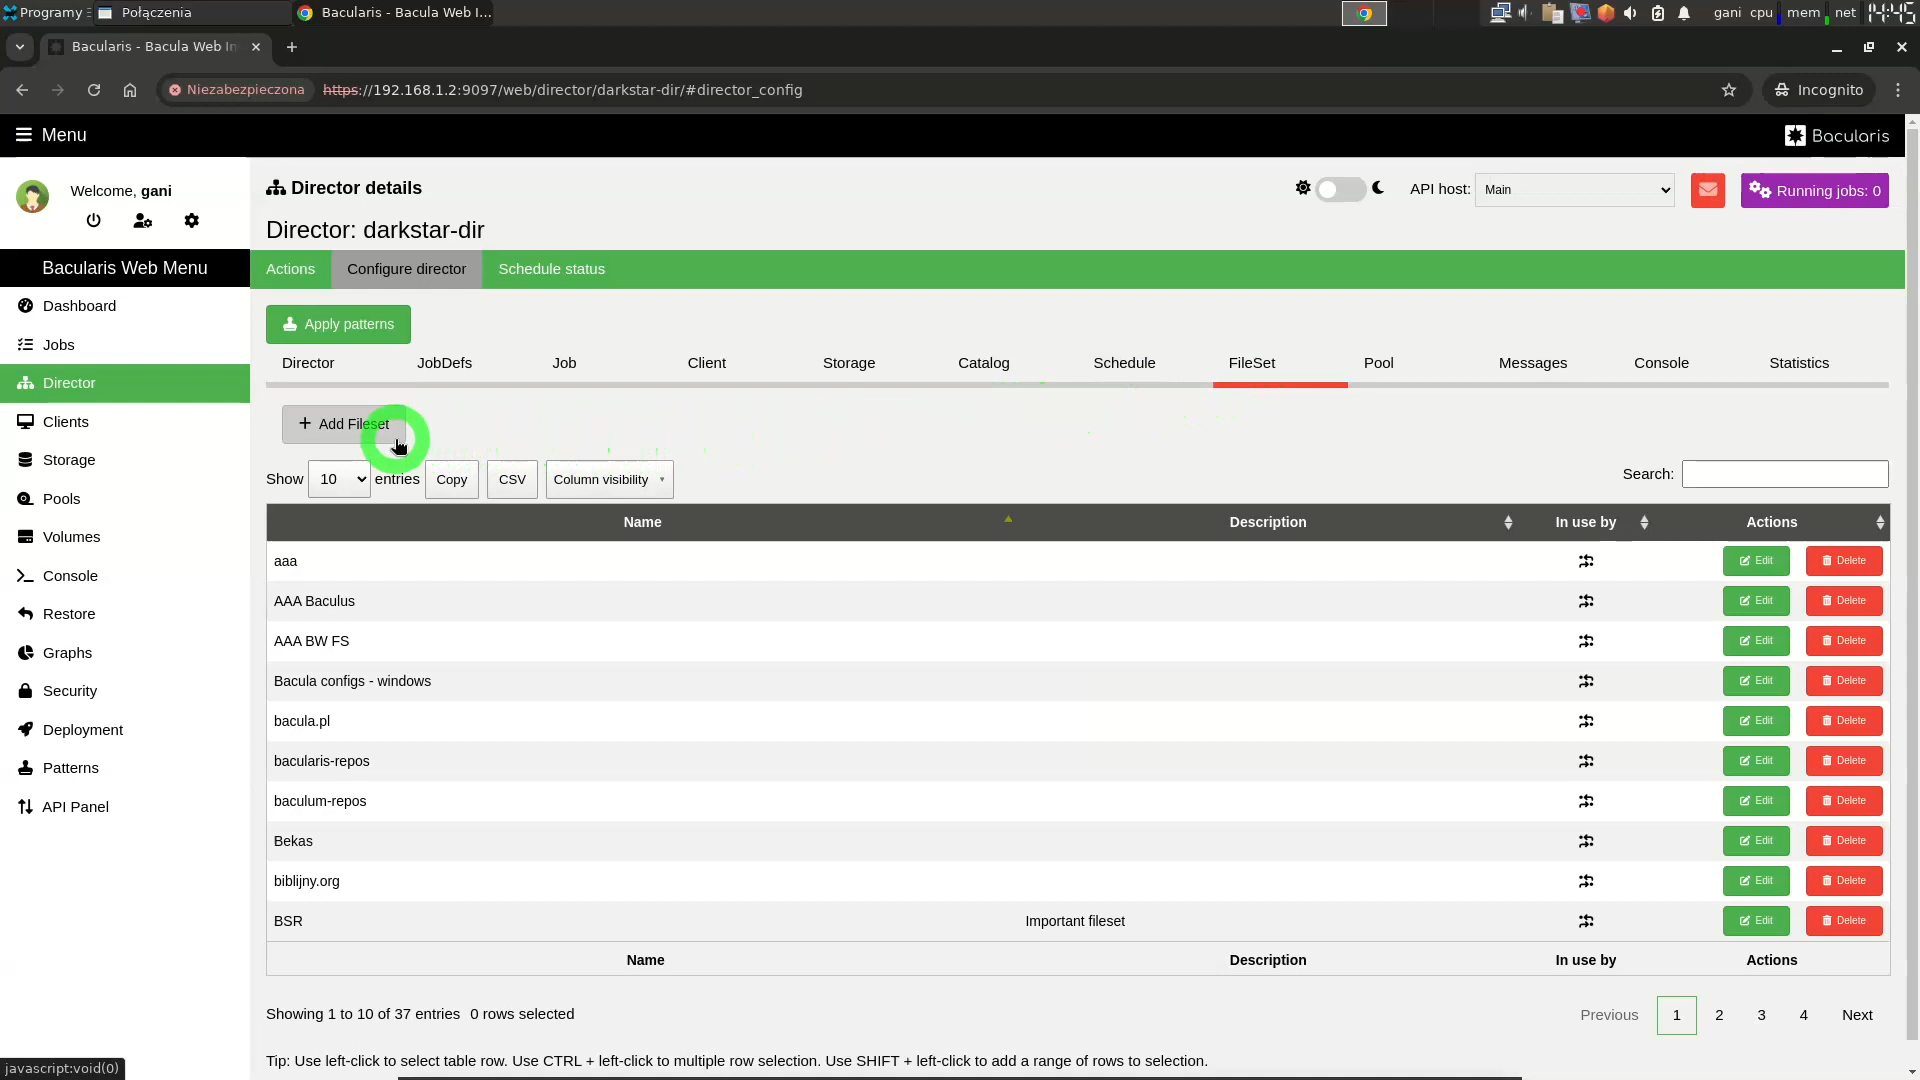 Programy
Połączenia
Bacularis - Bacula Web I...
gani cpu mem net 14:45
Bacularis - Bacula Web In
Niezabezpieczona https://192.168.1.2:9097/web/director/darkstar-dir/#director_config
Incognito
Menu
Bacularis
Welcome, gani
Director details
API host: Main
Running jobs: 0
Director: darkstar-dir
Actions Configure director Schedule status
Bacularis Web Menu
Dashboard
Jobs
Director
Clients
Storage
Pools
Volumes
Console
Restore
Graphs
Security
Deployment
Patterns
API Panel
Apply patterns
Director JobDefs Job Client Storage Catalog Schedule FileSet Pool Messages Console Statistics
+ Add Fileset
Show 10 entries Copy CSV Column visibility
Search:
Name Description In use by Actions
aaa Edit Delete
AAA Baculus Edit Delete
AAA BW FS Edit Delete
Bacula configs - windows Edit Delete
bacula.pl Edit Delete
bacularis-repos Edit Delete
baculum-repos Edit Delete
Bekas Edit Delete
biblijny.org Edit Delete
BSR Important fileset Edit Delete
Name Description In use by Actions
Showing 1 to 10 of 37 entries 0 rows selected
Previous 1 2 3 4 Next
Tip: Use left-click to select table row. Use CTRL + left-click to multiple row selection. Use SHIFT + left-click to add a range of rows to selection.
javascript:void(0)